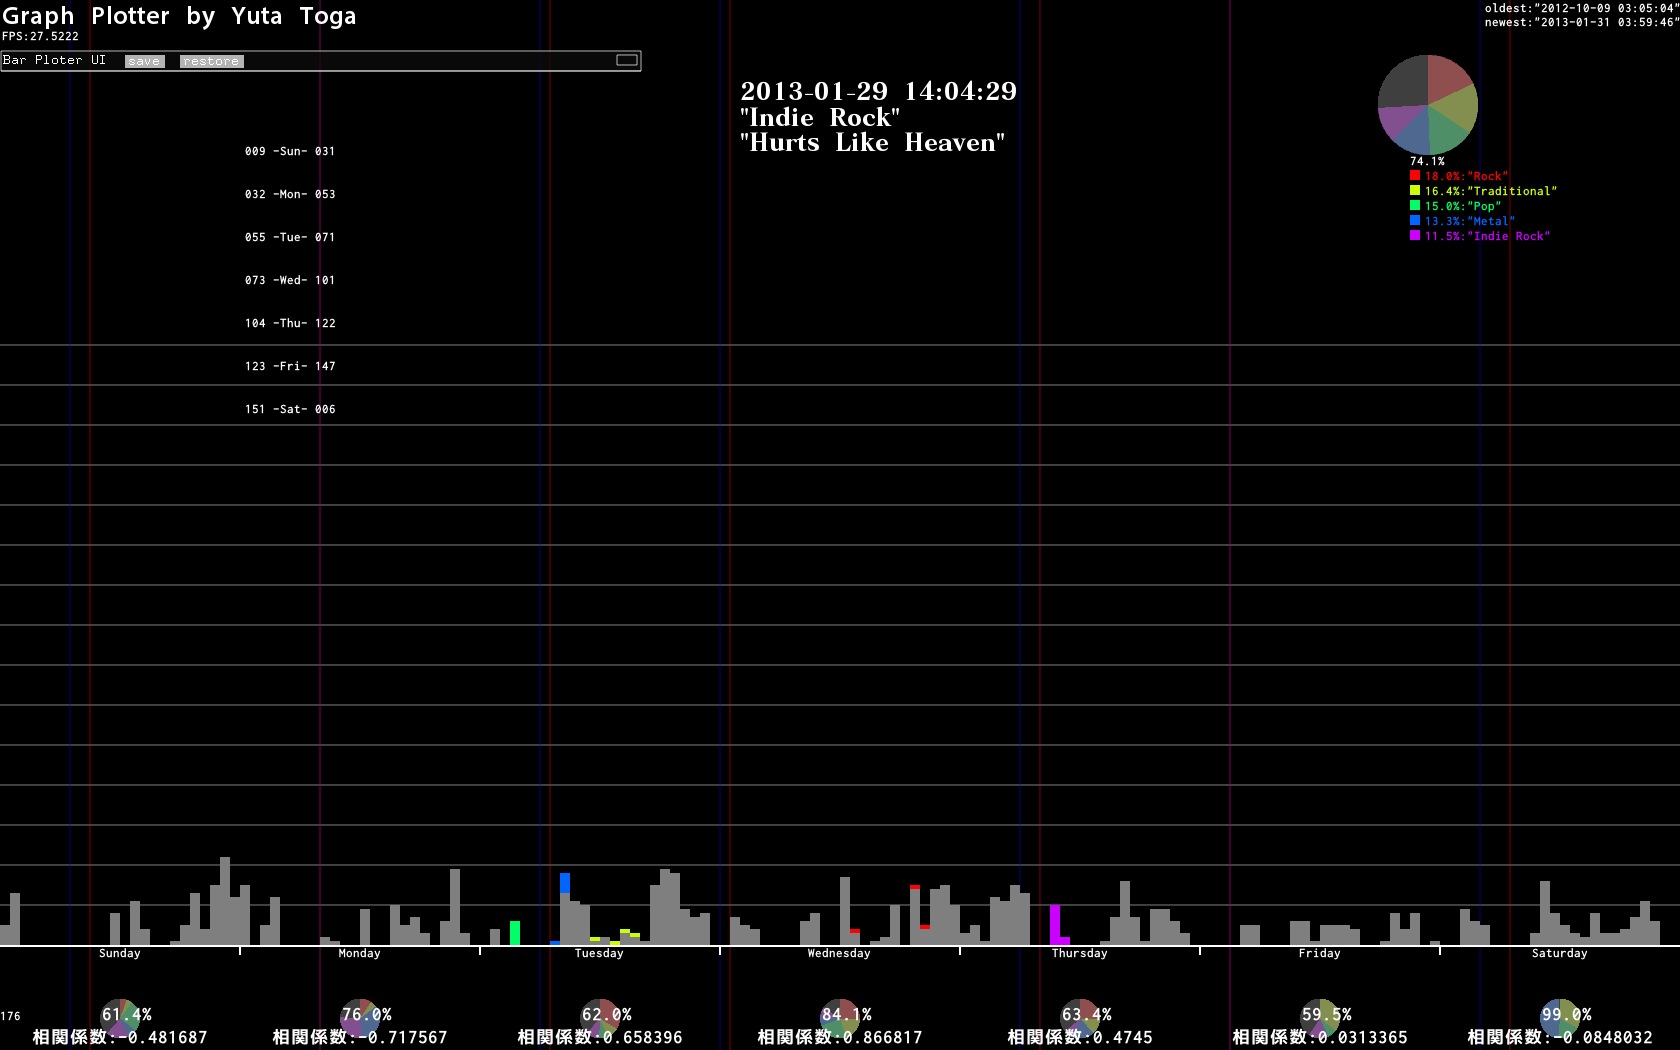 Graph Plotter by Yuta Toga
FPS:27.5222
oldest:"2012-10-09 03:05:04"
newest:"2013-01-31 03:59:46"
Bar Ploter UI save restore
2013-01-29 14:04:29
"Indie Rock"
"Hurts Like Heaven"
74.1%
18.0%:"Rock"
16.4%:"Traditional"
15.0%:"Pop"
13.3%:"Metal"
11.5%:"Indie Rock"
009 -Sun- 031
032 -Mon- 053
055 -Tue- 071
073 -Wed- 101
104 -Thu- 122
123 -Fri- 147
151 -Sat- 006
Sunday Monday Tuesday Wednesday Thursday Friday Saturday
176 61.4% 76.0% 62.0% 84.1% 63.4% 59.5% 99.0%
相関係数:-0.481687 相関係数:-0.717567 相関係数:0.658396 相関係数:0.866817 相関係数:0.4745 相関係数:0.0313365 相関係数:-0.0848032